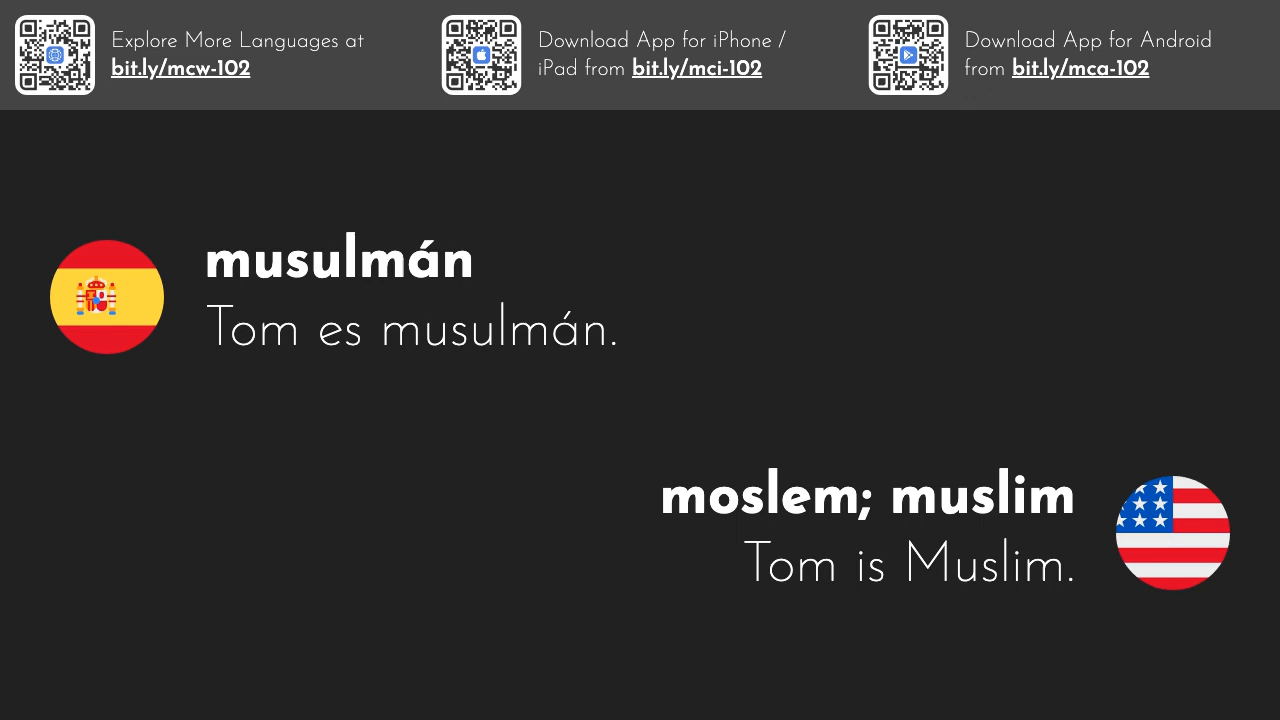 Explore More Languages at
bit.ly/mcw-102
Download App for iPhone /
iPad from bit.ly/mci-102
Download App for Android
from bit.ly/mca-102
musulmán
Tom es musulmán.
moslem; muslim
Tom is Muslim.